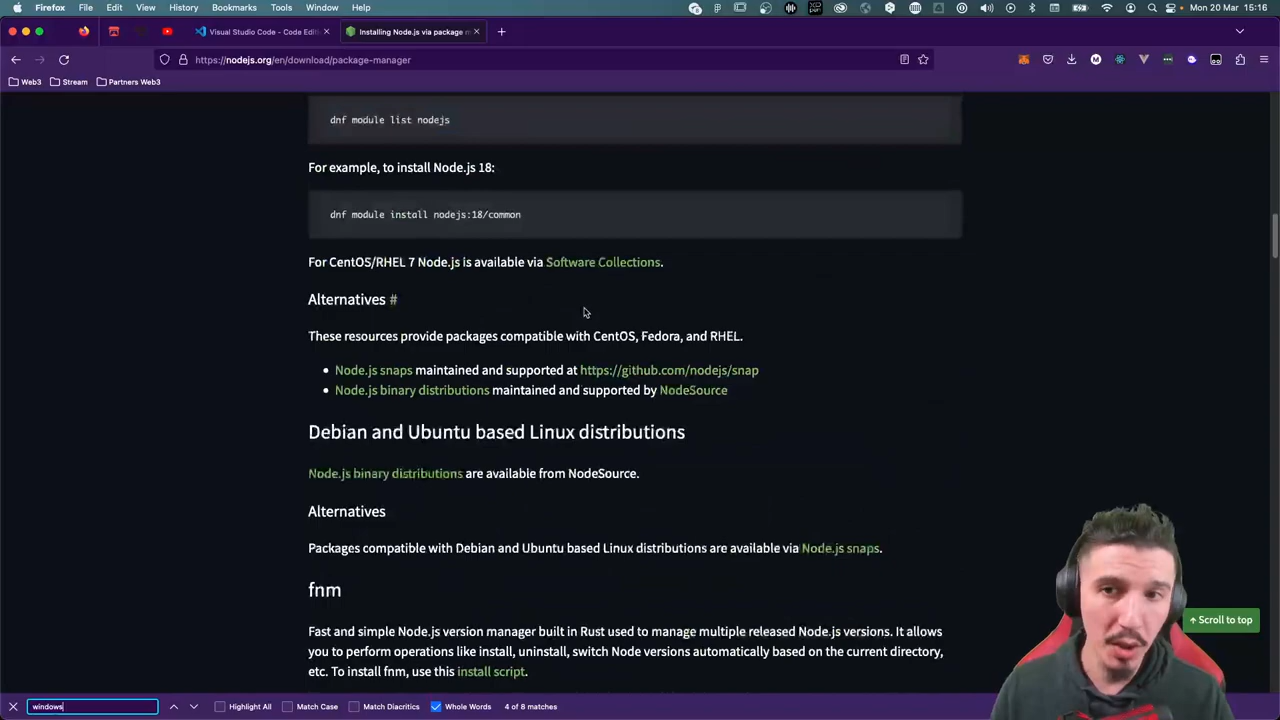 Firefox File Edit View History Bookmarks Tools Window Help
Mon 20 Mar 15:16
Visual Studio Code - Code Edit
Installing Node.js via package m
https://nodejs.org/en/download/package-manager
Web3 Stream Partners Web3
dnf module list nodejs
For example, to install Node.js 18:
dnf module install nodejs:18/common
For CentOS/RHEL 7 Node.js is available via Software Collections.
Alternatives #
These resources provide packages compatible with CentOS, Fedora, and RHEL.
Node.js snaps maintained and supported at https://github.com/nodejs/snap
Node.js binary distributions maintained and supported by NodeSource
Debian and Ubuntu based Linux distributions
Node.js binary distributions are available from NodeSource.
Alternatives
Packages compatible with Debian and Ubuntu based Linux distributions are available via Node.js snaps.
fnm
Fast and simple Node.js version manager built in Rust used to manage multiple released Node.js versions. It allows
you to perform operations like install, uninstall, switch Node versions automatically based on the current directory,
etc. To install fnm, use this install script.
↑ Scroll to top
windows Highlight All Match Case Match Diacritics Whole Words 4 of 8 matches